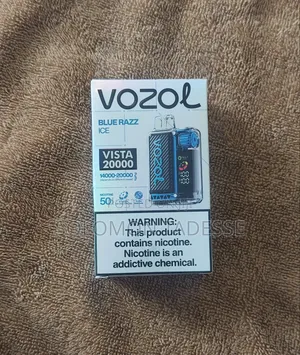 VOZOL
BLUE RAZZ
ICE
VISTA
20000
14000-20000
VOZOL
50
WARNING:
This product
contains nicotine.
Nicotine is an
addictive chemical.